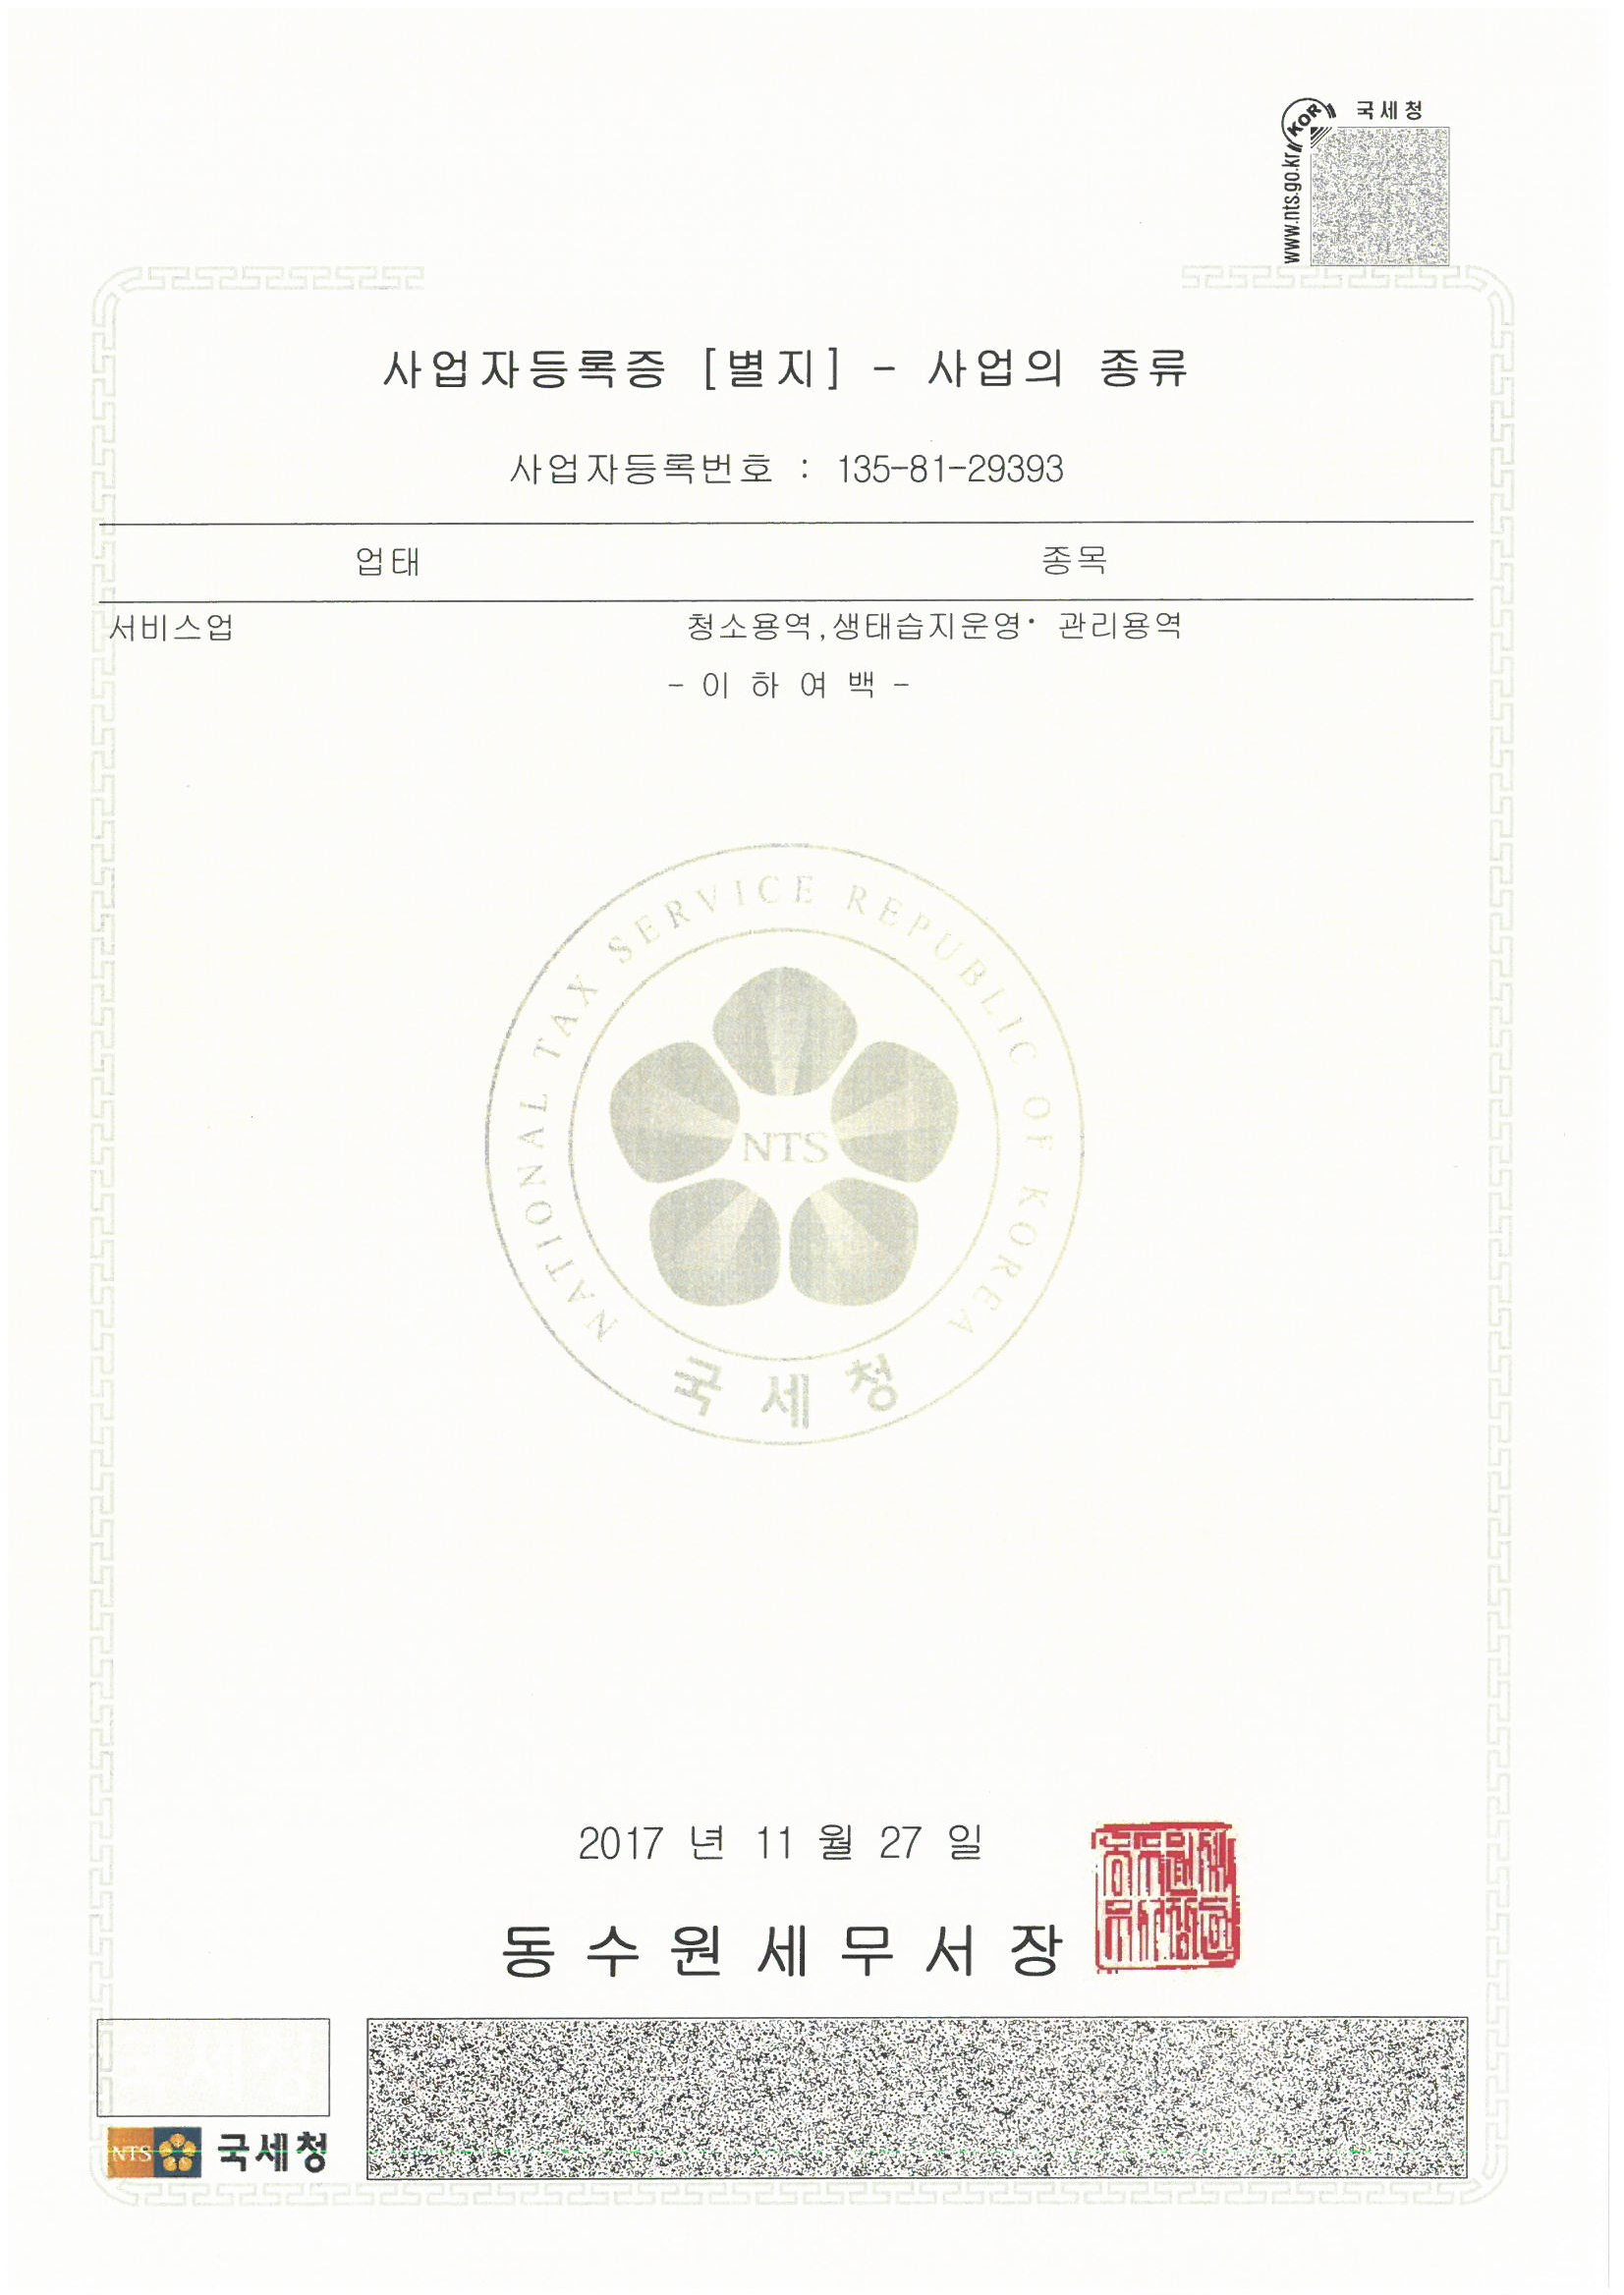 국세청
www.nts.go.kr
KOR
사업자등록증 [별지] - 사업의 종류
사업자등록번호 : 135-81-29393
업태 종목
서비스업 청소용역,생태습지운영· 관리용역
- 이 하 여 백 -
NATIONAL TAX SERVICE REPUBLIC OF KOREA
NTS
국세청
2017 년 11 월 27 일
동수원세무서장
NTS 국세청